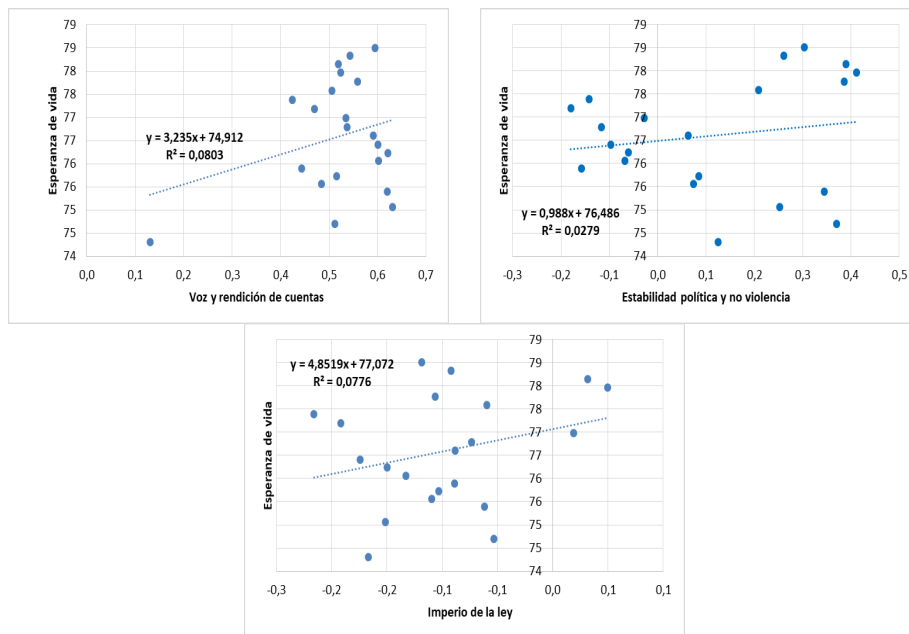 79
79
78
78
77
77
76
76
75
75
74
Esperanza de vida
y = 3,235x + 74,912
R² = 0,0803
0,0 0,1 0,2 0,3 0,4 0,5 0,6 0,7
Voz y rendición de cuentas
79
79
78
78
77
77
76
76
75
75
74
Esperanza de vida
y = 0,988x + 76,486
R² = 0,0279
-0,3 -0,2 -0,1 0,0 0,1 0,2 0,3 0,4 0,5
Estabilidad política y no violencia
79
79
78
78
77
77
76
76
75
75
74
Esperanza de vida
y = 4,8519x + 77,072
R² = 0,0776
-0,3 -0,2 -0,2 -0,1 -0,1 0,0 0,1 0,1
Imperio de la ley